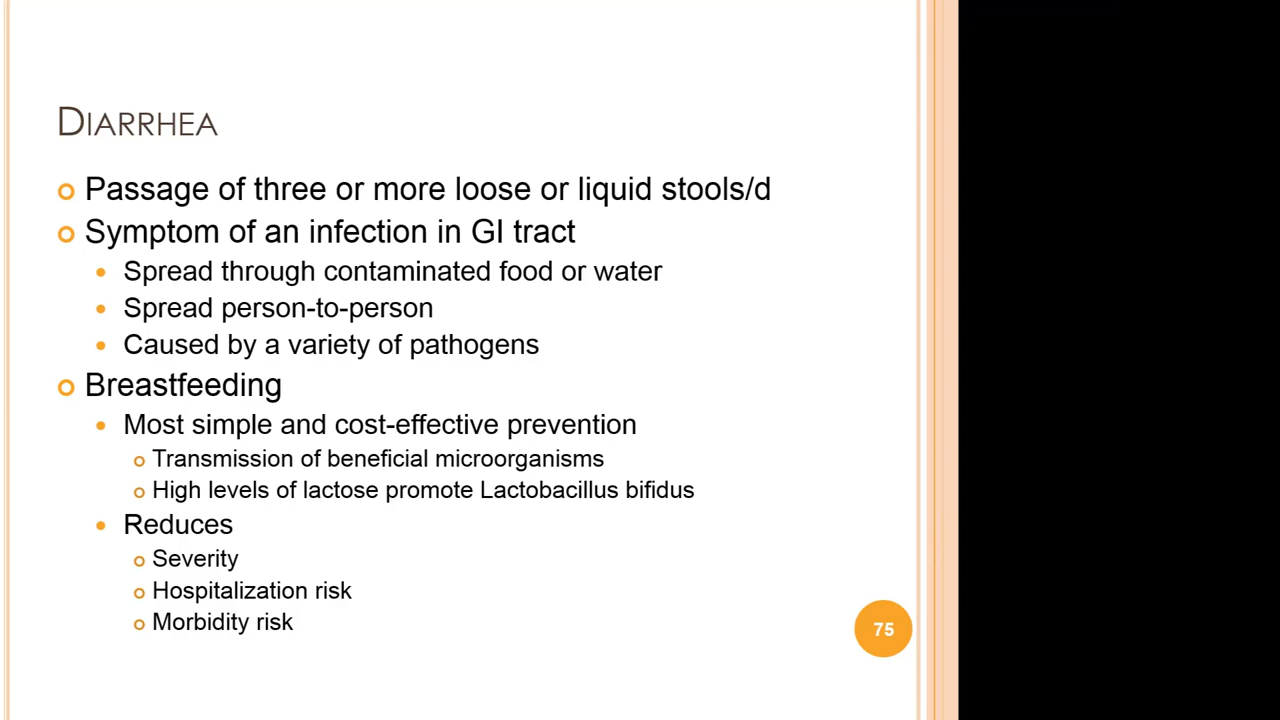 DIARRHEA
Passage of three or more loose or liquid stools/d
Symptom of an infection in GI tract
Spread through contaminated food or water
Spread person-to-person
Caused by a variety of pathogens
Breastfeeding
Most simple and cost-effective prevention
Transmission of beneficial microorganisms
High levels of lactose promote Lactobacillus bifidus
Reduces
Severity
Hospitalization risk
Morbidity risk
75